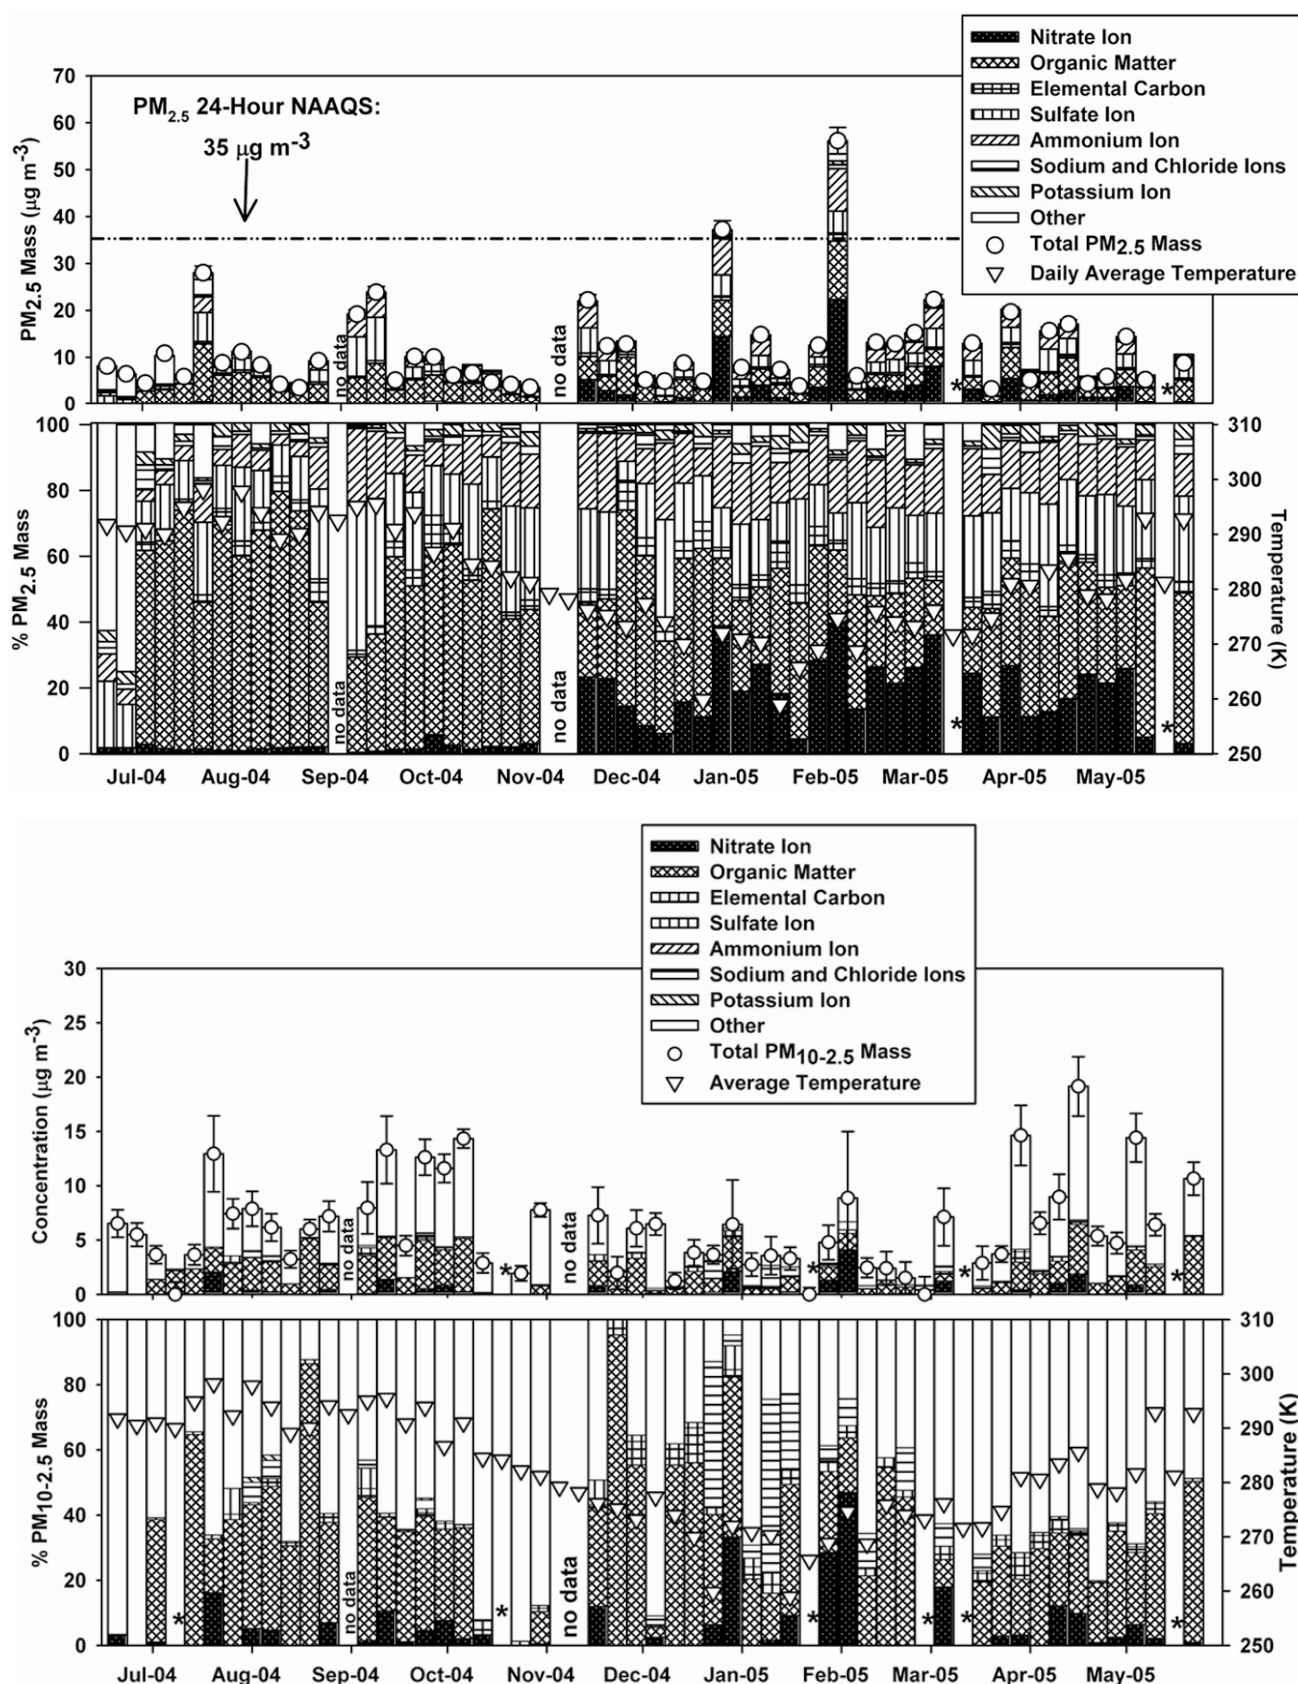 Nitrate Ion
Organic Matter
Elemental Carbon
Sulfate Ion
Ammonium Ion
Sodium and Chloride Ions
Potassium Ion
Other
Total PM2.5 Mass
Daily Average Temperature
PM2.5 24-Hour NAAQS:
35 µg m-3
PM2.5 Mass (µg m-3)
70
60
50
40
30
20
10
0
no data
no data
*
*
% PM2.5 Mass
100
80
60
40
20
0
no data
no data
*
*
310
300
290
280
270
260
250
Temperature (K)
Jul-04 Aug-04 Sep-04 Oct-04 Nov-04 Dec-04 Jan-05 Feb-05 Mar-05 Apr-05 May-05
Nitrate Ion
Organic Matter
Elemental Carbon
Sulfate Ion
Ammonium Ion
Sodium and Chloride Ions
Potassium Ion
Other
Total PM10-2.5 Mass
Average Temperature
Concentration (µg m-3)
30
25
20
15
10
5
0
no data
*
no data
*
*
*
% PM10-2.5 Mass
100
80
60
40
20
0
*
no data
*
no data
*
*
*
*
310
300
290
280
270
260
250
Temperature (K)
Jul-04 Aug-04 Sep-04 Oct-04 Nov-04 Dec-04 Jan-05 Feb-05 Mar-05 Apr-05 May-05